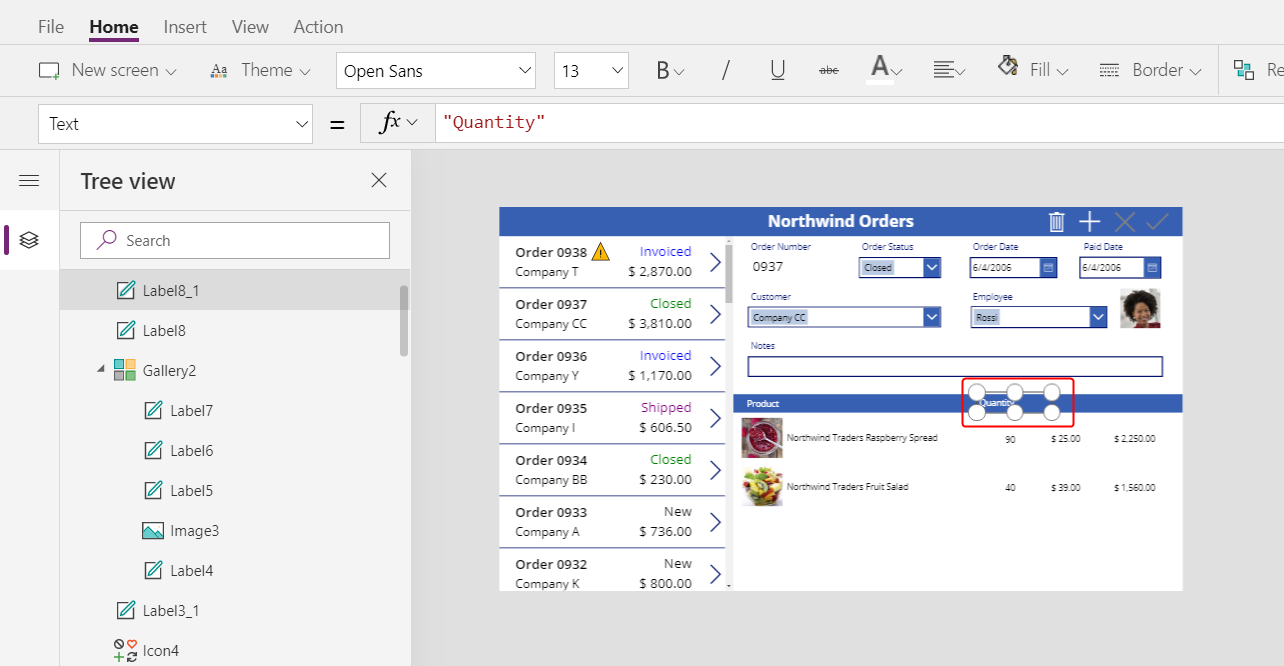 File Home Insert View Action
New screen Aa Theme Open Sans 13 B / U abc A Fill Border Re
Text = fx "Quantity"
Tree view
Search
Label8_1
Label8
Gallery2
Label7
Label6
Label5
Image3
Label4
Label3_1
Icon4
Northwind Orders
Order 0938 Invoiced
Company T $ 2,870.00
Order 0937 Closed
Company CC $ 3,810.00
Order 0936 Invoiced
Company Y $ 1,170.00
Order 0935 Shipped
Company I $ 606.50
Order 0934 Closed
Company BB $ 230.00
Order 0933 New
Company A $ 736.00
Order 0932 New
Company K $ 800.00
Order Number Order Status Order Date Paid Date
0937 Closed 6/4/2006 6/4/2006
Customer Employee
Company CC Rossi
Notes
Product Quantity
Northwind Traders Raspberry Spread 90 $ 25.00 $ 2,250.00
Northwind Traders Fruit Salad 40 $ 39.00 $ 1,560.00